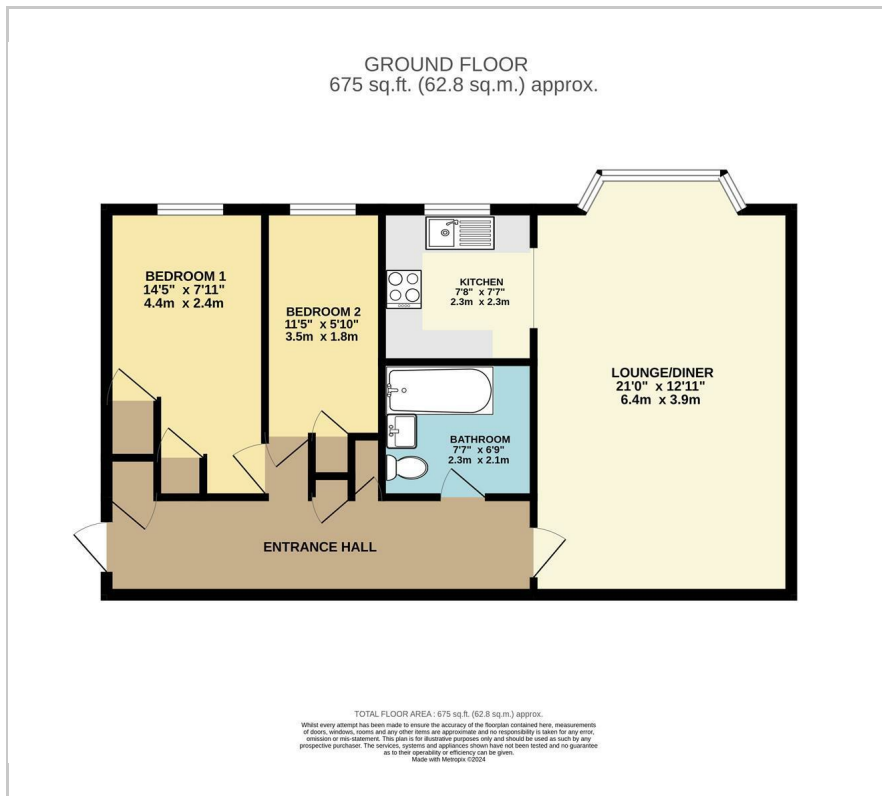 GROUND FLOOR
675 sq.ft. (62.8 sq.m.) approx.
BEDROOM 1
14'5" x 7'11"
4.4m x 2.4m
BEDROOM 2
11'5" x 5'10"
3.5m x 1.8m
KITCHEN
7'8" x 7'7"
2.3m x 2.3m
LOUNGE/DINER
21'0" x 12'11"
6.4m x 3.9m
BATHROOM
7'7" x 6'9"
2.3m x 2.1m
ENTRANCE HALL
TOTAL FLOOR AREA : 675 sq.ft. (62.8 sq.m.) approx.
Whilst every attempt has been made to ensure the accuracy of the floorplan contained here, measurements
of doors, windows, rooms and any other items are approximate and no responsibility is taken for any error,
omission or mis-statement. This plan is for illustrative purposes only and should be used as such by any
prospective purchaser. The services, systems and appliances shown have not been tested and no guarantee
as to their operability or efficiency can be given.
Made with Metropix ©2024